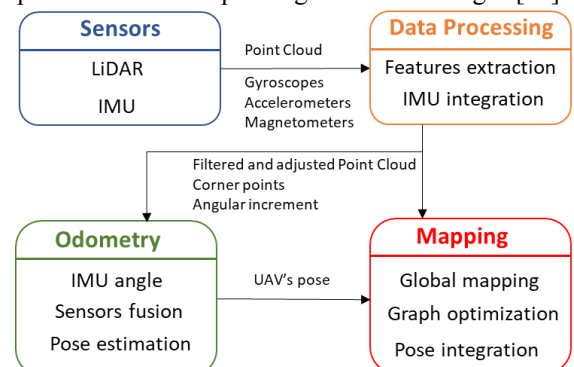 Sensors
LiDAR
IMU
Point Cloud
Gyroscopes
Accelerometers
Magnetometers
Data Processing
Features extraction
IMU integration
Filtered and adjusted Point Cloud
Corner points
Angular increment
Odometry
IMU angle
Sensors fusion
Pose estimation
UAV's pose
Mapping
Global mapping
Graph optimization
Pose integration